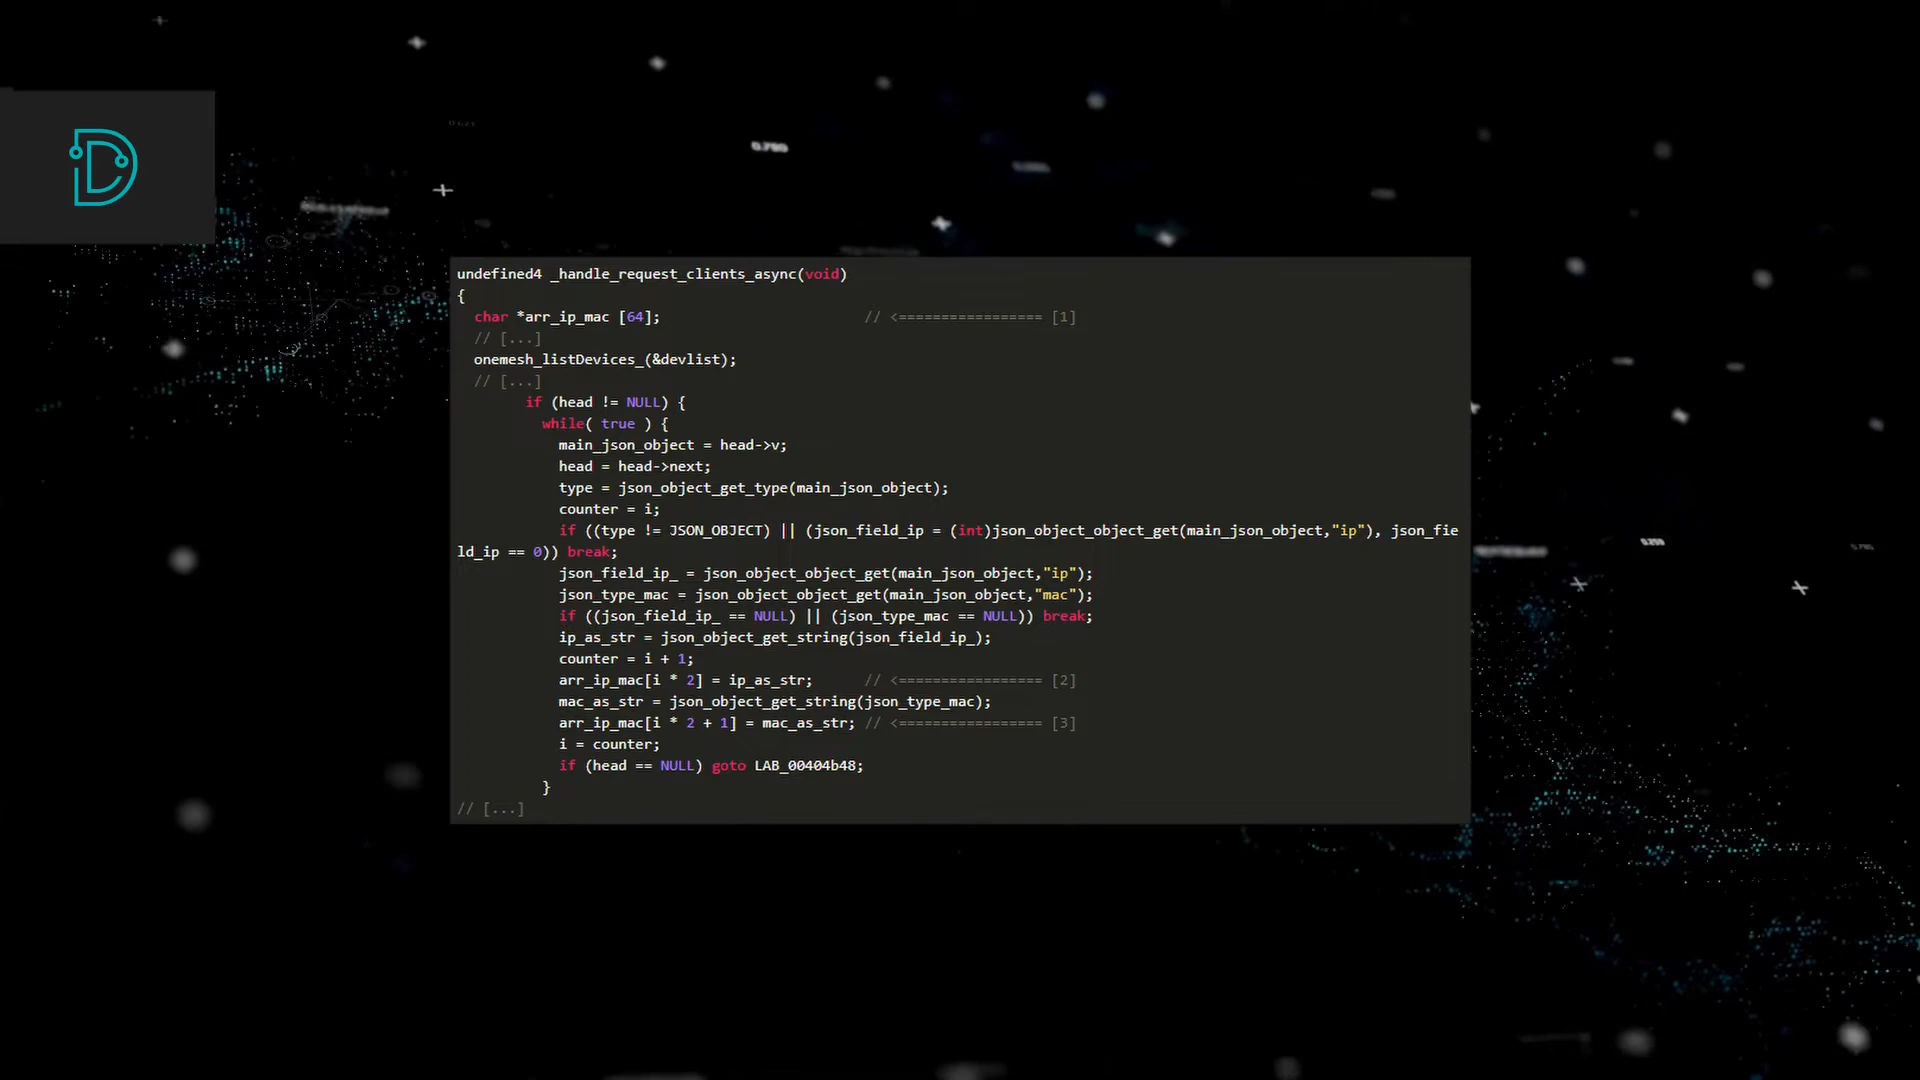 undefined4 _handle_request_clients_async(void)
{
  char *arr_ip_mac [64];                        // <================= [1]
  // [...]
  onemesh_listDevices_(&devlist);
  // [...]
        if (head != NULL) {
          while( true ) {
            main_json_object = head->v;
            head = head->next;
            type = json_object_get_type(main_json_object);
            counter = i;
            if ((type != JSON_OBJECT) || (json_field_ip = (int)json_object_object_get(main_json_object,"ip"), json_fie
ld_ip == 0)) break;
            json_field_ip_ = json_object_object_get(main_json_object,"ip");
            json_type_mac = json_object_object_get(main_json_object,"mac");
            if ((json_field_ip_ == NULL) || (json_type_mac == NULL)) break;
            ip_as_str = json_object_get_string(json_field_ip_);
            counter = i + 1;
            arr_ip_mac[i * 2] = ip_as_str;      // <================= [2]
            mac_as_str = json_object_get_string(json_type_mac);
            arr_ip_mac[i * 2 + 1] = mac_as_str; // <================= [3]
            i = counter;
            if (head == NULL) goto LAB_00404b48;
          }
// [...]